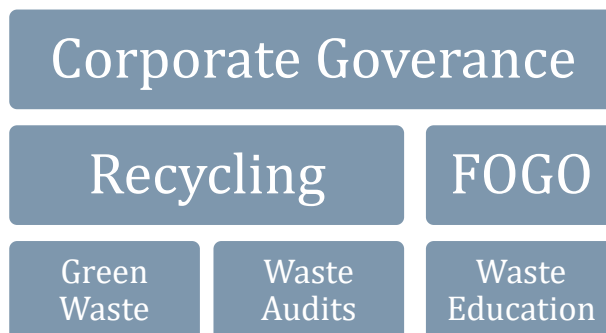 Corporate Goverance
Recycling
FOGO
Green
Waste
Waste
Audits
Waste
Education